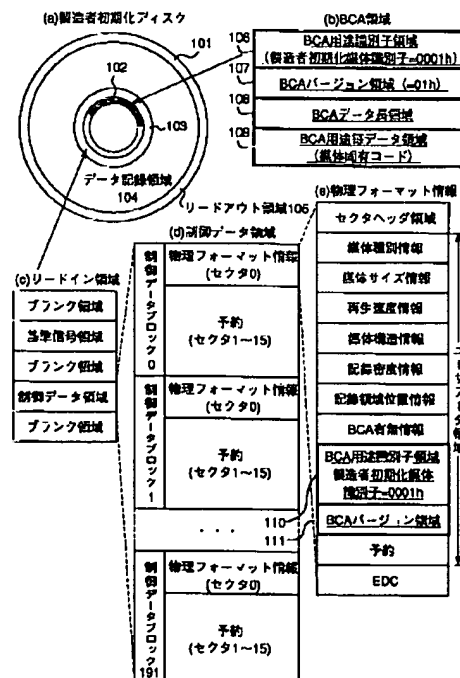 (a)製造者初期化ディスク
101
102
103
データ記録領域
104
リードアウト領域105
(b)BCA領域
106
BCA用途識別子領域
(製造者初期化媒体識別子=0001h)
107
BCAバージョン領域(=01h)
108
BCAデータ長領域
109
BCA用途毎データ領域
(媒体固有コード)
(c)リードイン領域
ブランク領域
基準信号領域
ブランク領域
制御データ領域
ブランク領域
(d)制御データ領域
制御データブロック0
物理フォーマット情報
(セクタ0)
予約
(セクタ1~15)
制御データブロック1
物理フォーマット情報
(セクタ0)
予約
(セクタ1~15)
・・・
制御データブロック191
物理フォーマット情報
(セクタ0)
予約
(セクタ1~15)
(e)物理フォーマット情報
セクタヘッダ領域
媒体種別情報
媒体サイズ情報
再生速度情報
媒体構造情報
記録密度情報
記録領域位置情報
BCA有無情報
BCA用途識別子領域
製造者初期化媒体
識別子=0001h
110
BCAバージョン領域
111
予約
EDC